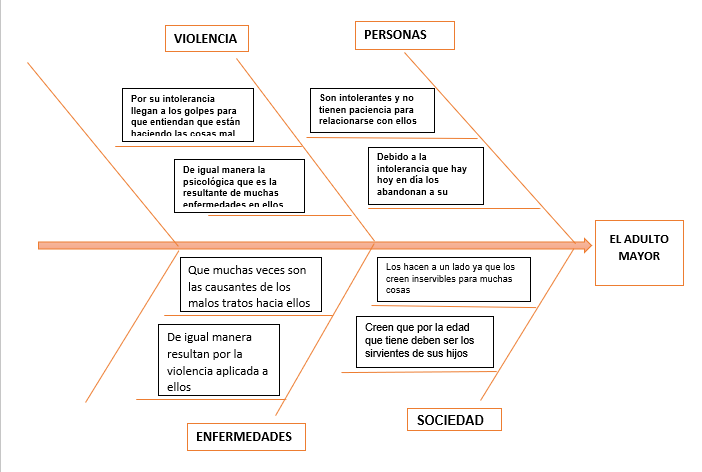 VIOLENCIA
PERSONAS
Por su intolerancia
llegan a los golpes para
que entiendan que están
haciendo las cosas mal
Son intolerantes y no
tienen paciencia para
relacionarse con ellos
De igual manera la
psicológica que es la
resultante de muchas
enfermedades en ellos
Debido a la
intolerancia que hay
hoy en día los
abandonan a su
EL ADULTO
MAYOR
Que muchas veces son
las causantes de los
malos tratos hacia ellos
Los hacen a un lado ya que los
creen inservibles para muchas
cosas
De igual manera
resultan por la
violencia aplicada a
ellos
Creen que por la edad
que tiene deben ser los
sirvientes de sus hijos
ENFERMEDADES
SOCIEDAD